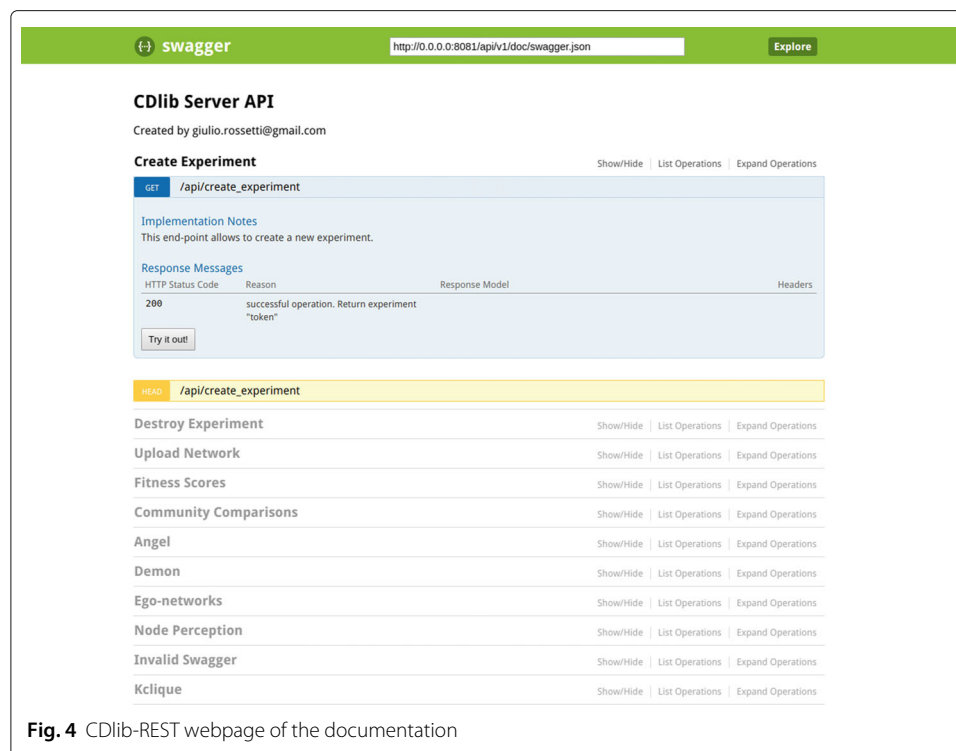 {··} swagger http://0.0.0.0:8081/api/v1/doc/swagger.json Explore
CDlib Server API
Created by giulio.rossetti@gmail.com
Create Experiment Show/Hide | List Operations | Expand Operations
GET /api/create_experiment
Implementation Notes
This end-point allows to create a new experiment.
Response Messages
HTTP Status Code Reason Response Model Headers
200 successful operation. Return experiment
"token"
Try it out!
HEAD /api/create_experiment
Destroy Experiment Show/Hide | List Operations | Expand Operations
Upload Network Show/Hide | List Operations | Expand Operations
Fitness Scores Show/Hide | List Operations | Expand Operations
Community Comparisons Show/Hide | List Operations | Expand Operations
Angel Show/Hide | List Operations | Expand Operations
Demon Show/Hide | List Operations | Expand Operations
Ego-networks Show/Hide | List Operations | Expand Operations
Node Perception Show/Hide | List Operations | Expand Operations
Invalid Swagger Show/Hide | List Operations | Expand Operations
Kclique Show/Hide | List Operations | Expand Operations
Fig. 4 CDlib-REST webpage of the documentation